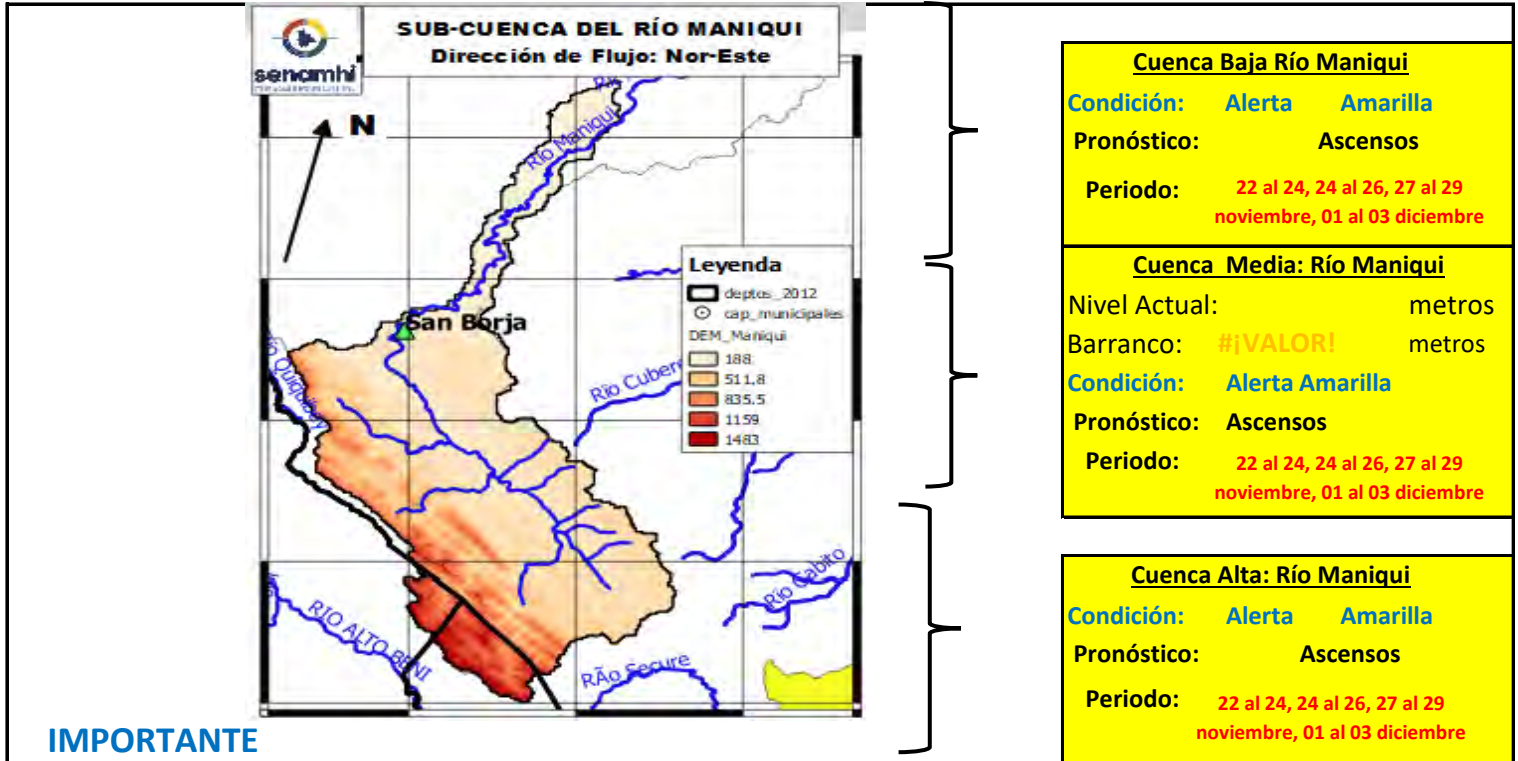 SUB-CUENCA DEL RÍO MANIQUI
Dirección de Flujo: Nor-Este
senamhi
N
Río Maniqui
San Borja
Río Quiquibey
Río Cubere
RIO ALTO BENI
RÃo Secure
Río Cabito
Leyenda
deptos_2012
cap_municipales
DEM_Maniqui
188
511.8
835.5
1159
1483
Cuenca Baja Río Maniqui
Condición: Alerta Amarilla
Pronóstico: Ascensos
Periodo: 22 al 24, 24 al 26, 27 al 29
noviembre, 01 al 03 diciembre
Cuenca Media: Río Maniqui
Nivel Actual: metros
Barranco: #¡VALOR! metros
Condición: Alerta Amarilla
Pronóstico: Ascensos
Periodo: 22 al 24, 24 al 26, 27 al 29
noviembre, 01 al 03 diciembre
Cuenca Alta: Río Maniqui
Condición: Alerta Amarilla
Pronóstico: Ascensos
Periodo: 22 al 24, 24 al 26, 27 al 29
noviembre, 01 al 03 diciembre
IMPORTANTE